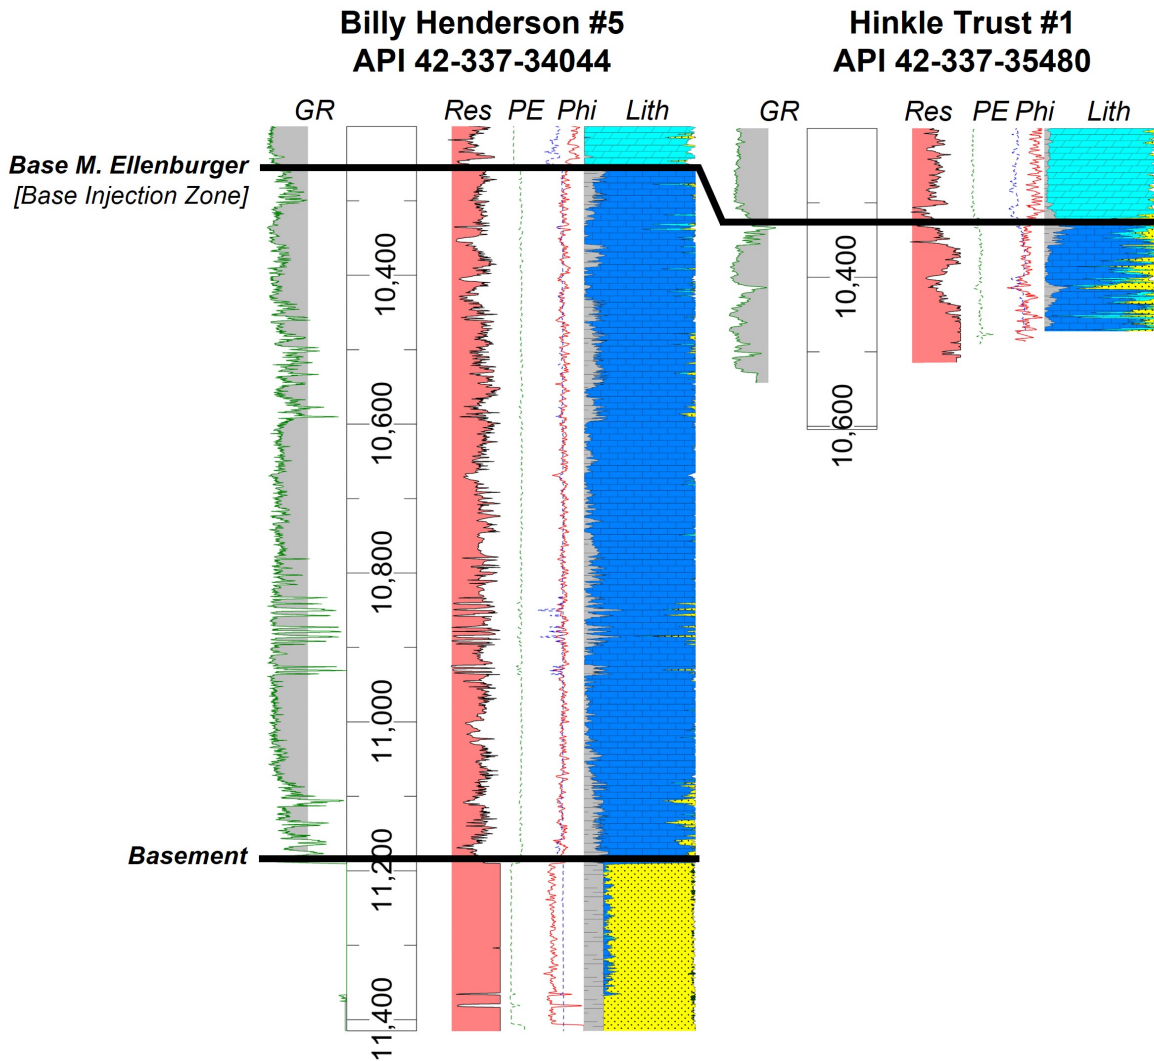 Billy Henderson #5
API 42-337-34044
Hinkle Trust #1
API 42-337-35480
GR
Res
PE
Phi
Lith
GR
Res
PE
Phi
Lith
Base M. Ellenburger
[Base Injection Zone]
10,400
10,600
10,800
11,000
11,200
11,400
10,400
10,600
Basement